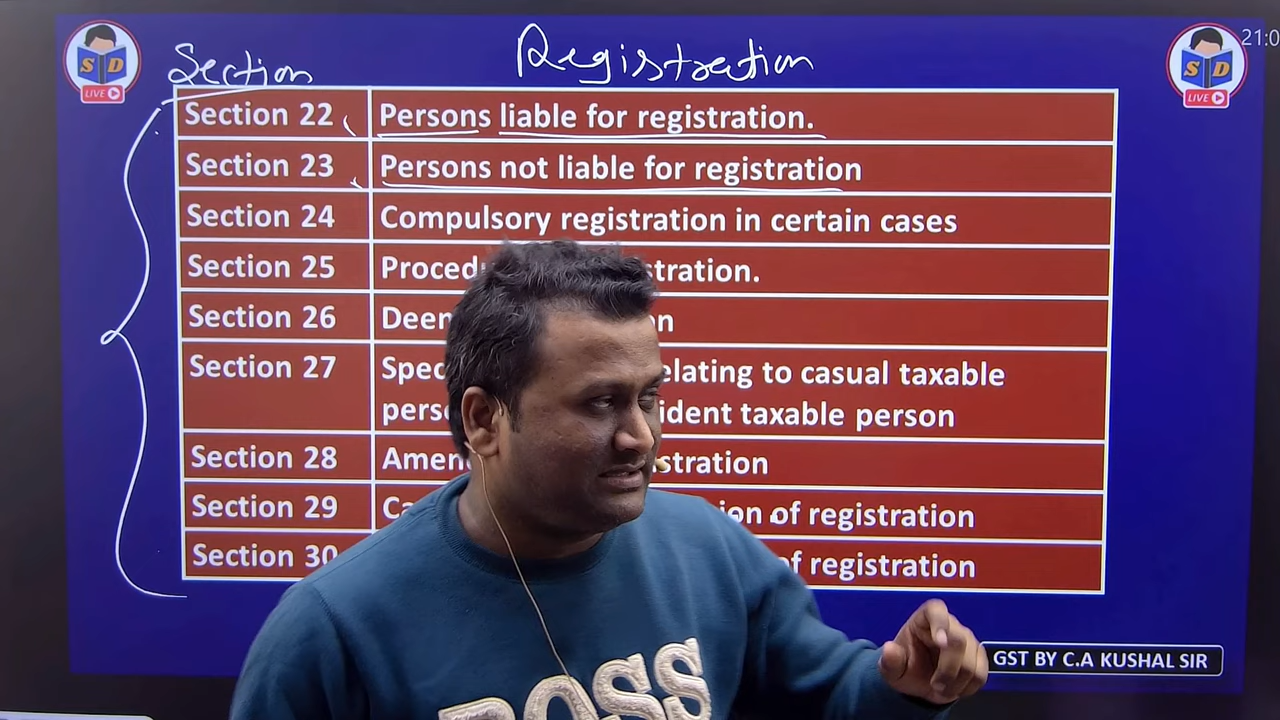 Section Registration
21:0
S D
LIVE
S D
LIVE
Section 22 Persons liable for registration.
Section 23 Persons not liable for registration
Section 24 Compulsory registration in certain cases
Section 25 Proced stration.
Section 26 Deen n
Section 27 Spec elating to casual taxable
pers ident taxable person
Section 28 Amen stration
Section 29 Ca ion of registration
Section 30 of registration
BOSS
GST BY C.A KUSHAL SIR